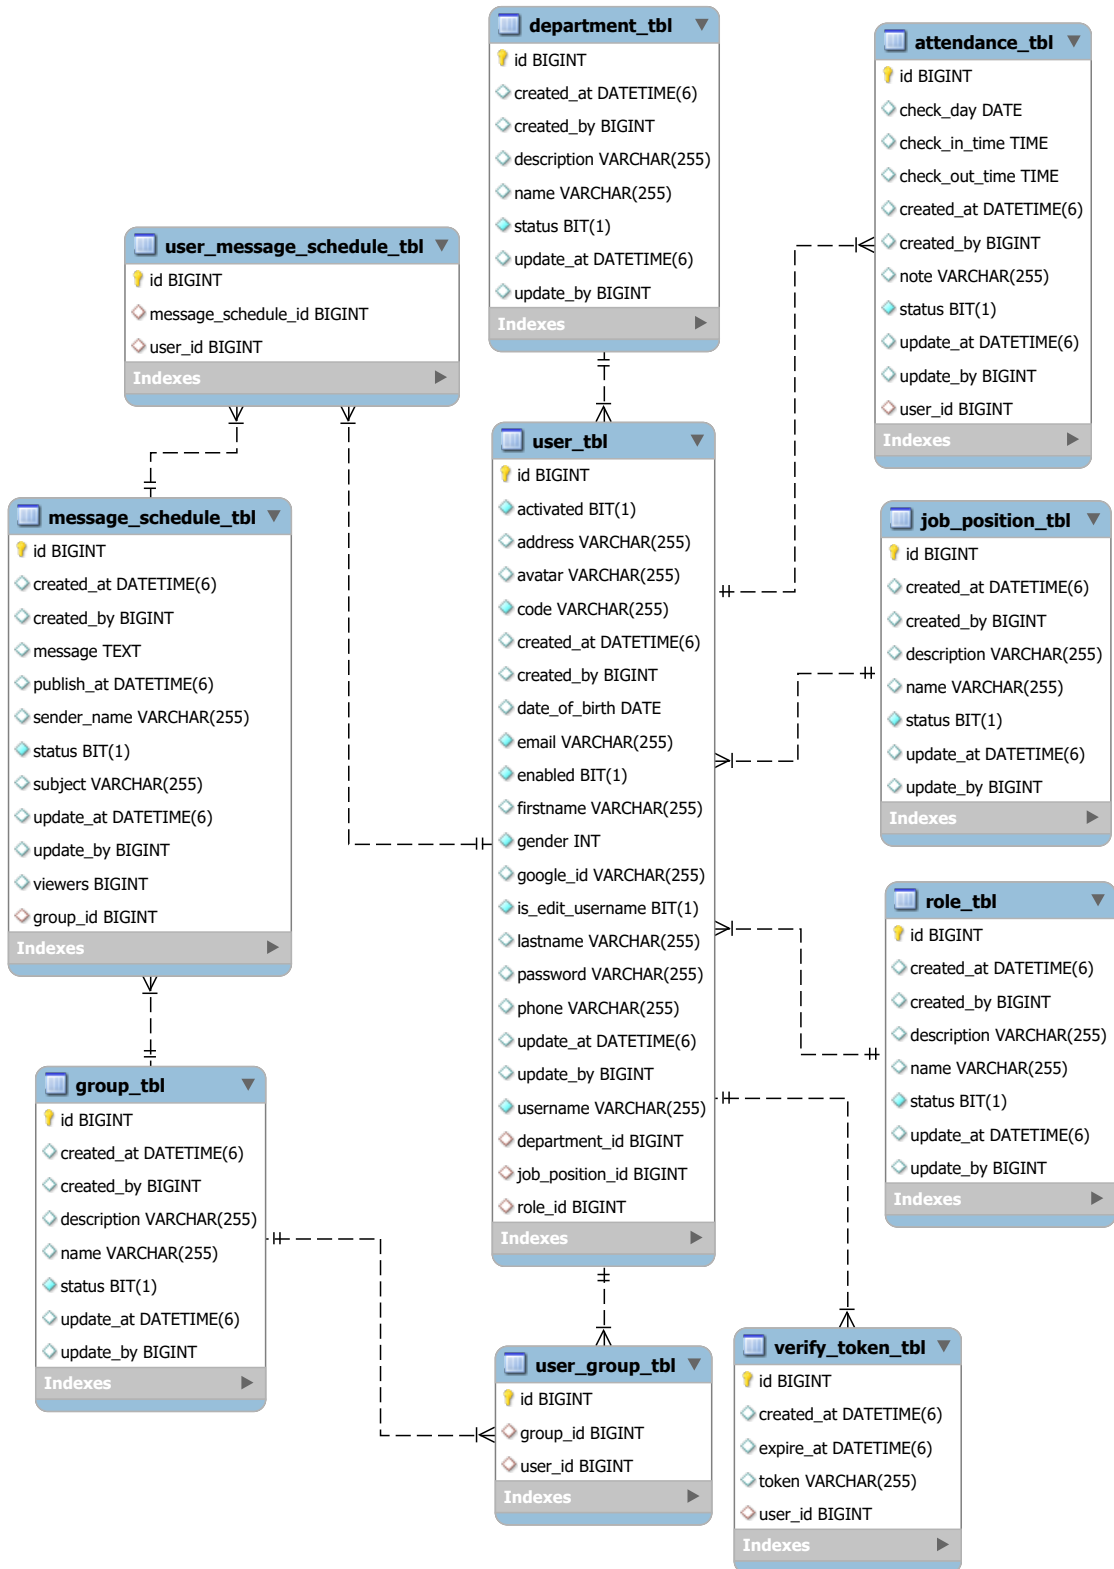 department_tbl
id BIGINT
created_at DATETIME(6)
created_by BIGINT
description VARCHAR(255)
name VARCHAR(255)
status BIT(1)
update_at DATETIME(6)
update_by BIGINT
Indexes
attendance_tbl
id BIGINT
check_day DATE
check_in_time TIME
check_out_time TIME
created_at DATETIME(6)
created_by BIGINT
note VARCHAR(255)
status BIT(1)
update_at DATETIME(6)
update_by BIGINT
user_id BIGINT
Indexes
user_message_schedule_tbl
id BIGINT
message_schedule_id BIGINT
user_id BIGINT
Indexes
user_tbl
id BIGINT
activated BIT(1)
address VARCHAR(255)
avatar VARCHAR(255)
code VARCHAR(255)
created_at DATETIME(6)
created_by BIGINT
date_of_birth DATE
email VARCHAR(255)
enabled BIT(1)
firstname VARCHAR(255)
gender INT
google_id VARCHAR(255)
is_edit_username BIT(1)
lastname VARCHAR(255)
password VARCHAR(255)
phone VARCHAR(255)
update_at DATETIME(6)
update_by BIGINT
username VARCHAR(255)
department_id BIGINT
job_position_id BIGINT
role_id BIGINT
Indexes
message_schedule_tbl
id BIGINT
created_at DATETIME(6)
created_by BIGINT
message TEXT
publish_at DATETIME(6)
sender_name VARCHAR(255)
status BIT(1)
subject VARCHAR(255)
update_at DATETIME(6)
update_by BIGINT
viewers BIGINT
group_id BIGINT
Indexes
job_position_tbl
id BIGINT
created_at DATETIME(6)
created_by BIGINT
description VARCHAR(255)
name VARCHAR(255)
status BIT(1)
update_at DATETIME(6)
update_by BIGINT
Indexes
role_tbl
id BIGINT
created_at DATETIME(6)
created_by BIGINT
description VARCHAR(255)
name VARCHAR(255)
status BIT(1)
update_at DATETIME(6)
update_by BIGINT
Indexes
group_tbl
id BIGINT
created_at DATETIME(6)
created_by BIGINT
description VARCHAR(255)
name VARCHAR(255)
status BIT(1)
update_at DATETIME(6)
update_by BIGINT
Indexes
user_group_tbl
id BIGINT
group_id BIGINT
user_id BIGINT
Indexes
verify_token_tbl
id BIGINT
created_at DATETIME(6)
expire_at DATETIME(6)
token VARCHAR(255)
user_id BIGINT
Indexes